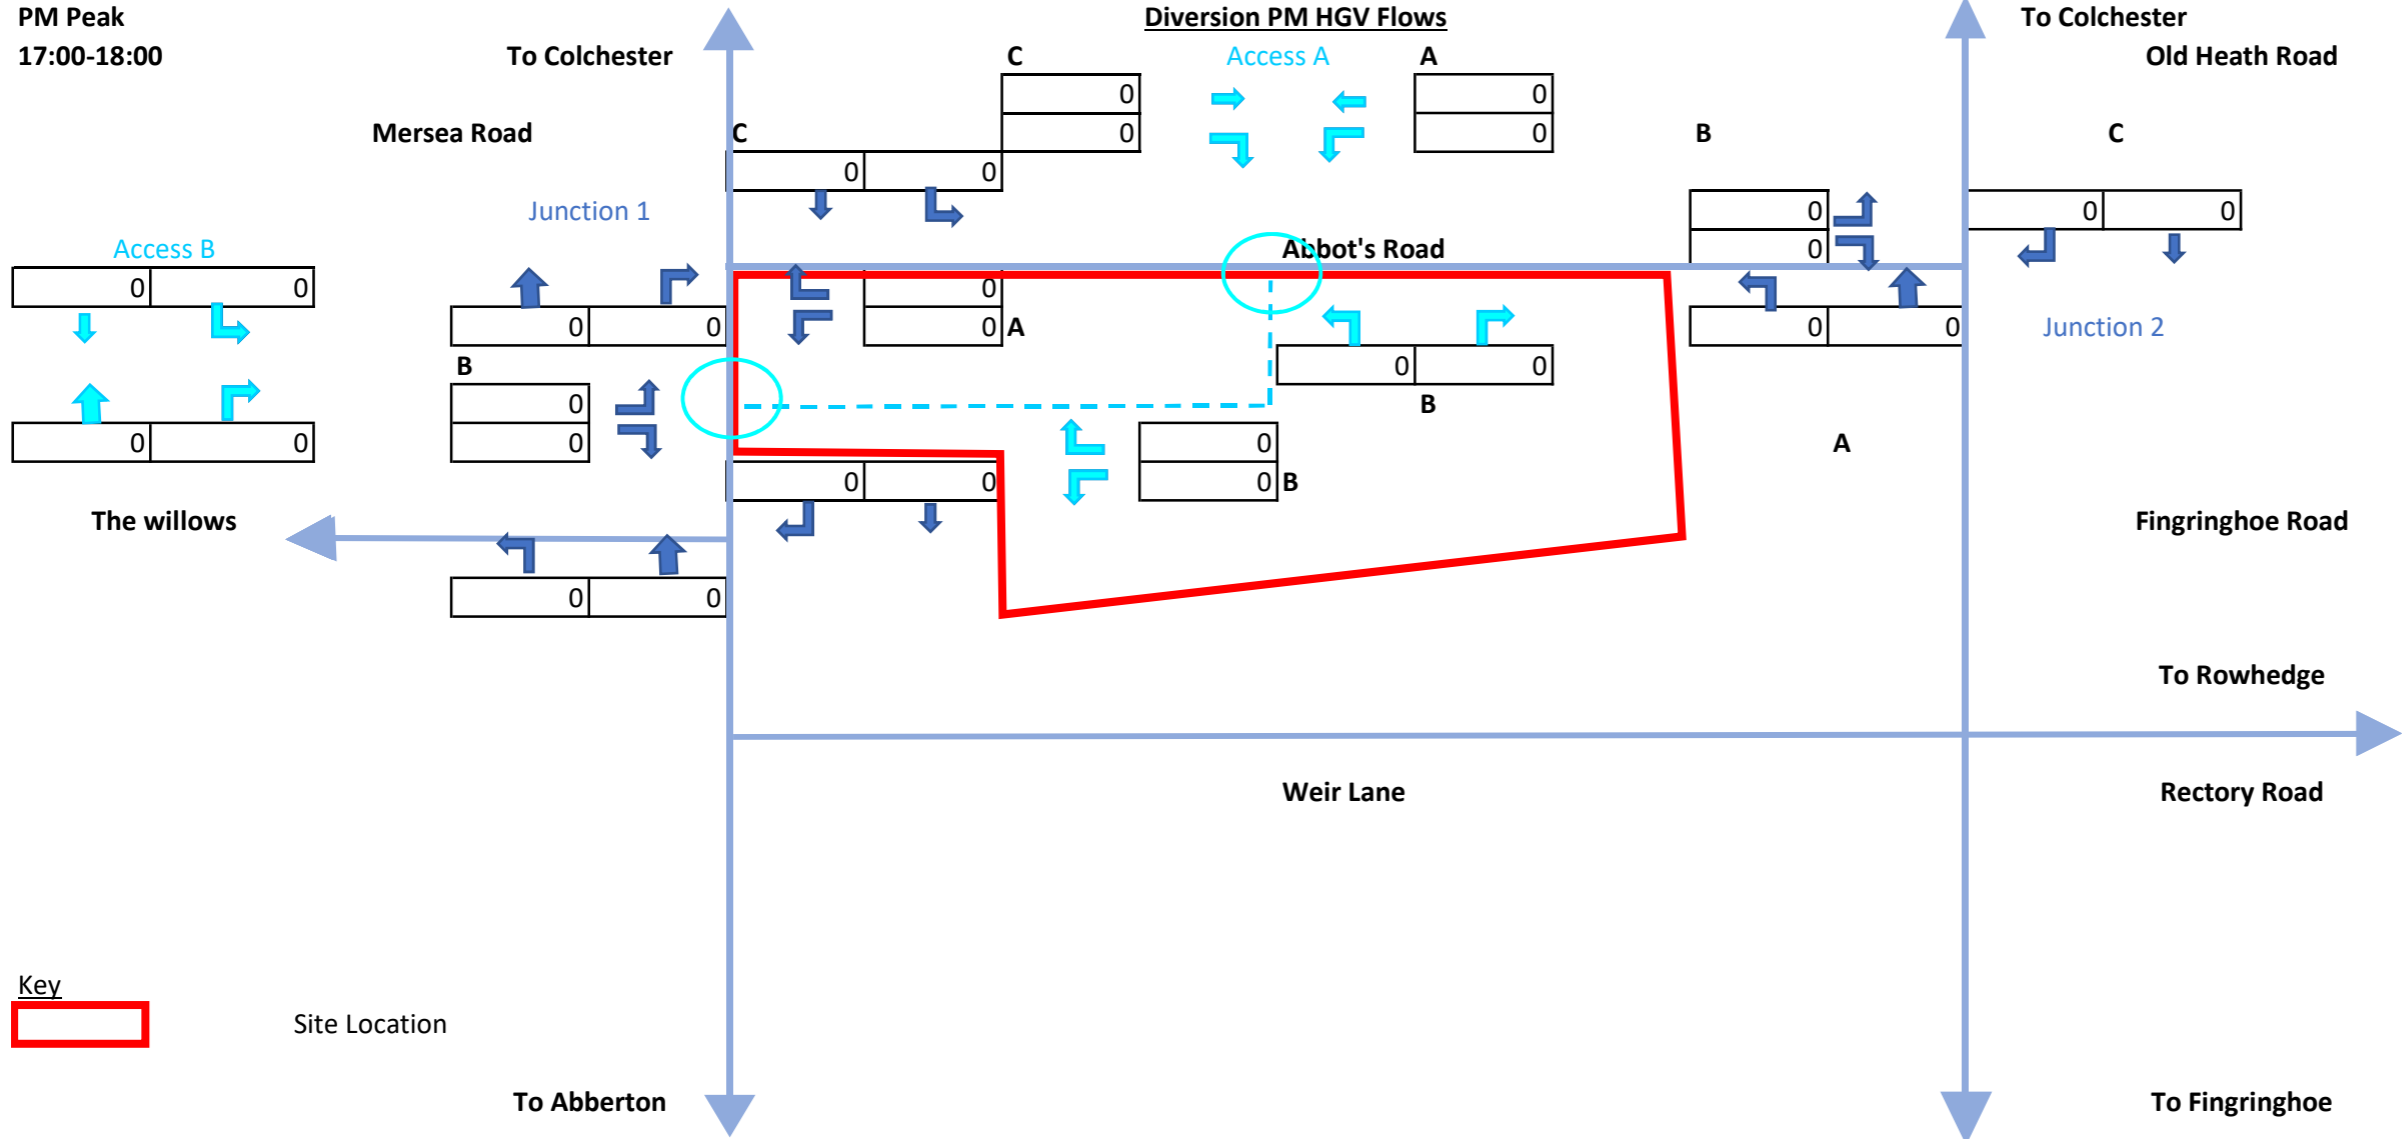 PM Peak
Diversion PM HGV Flows
To Colchester
17:00-18:00
To Colchester
C
Access A
A
Old Heath Road
0
0
Mersea Road
C
0
0
B
C
0 0
Junction 1
0
0 0
Access B
0
Abbot's Road
0 0
0
0 0
0 A
0 0
Junction 2
B
0 0
0
B
0
0
A
0 0
0 0
0 B
The willows
Fingringhoe Road
0 0
To Rowhedge
Weir Lane
Rectory Road
Key
Site Location
To Abberton
To Fingringhoe